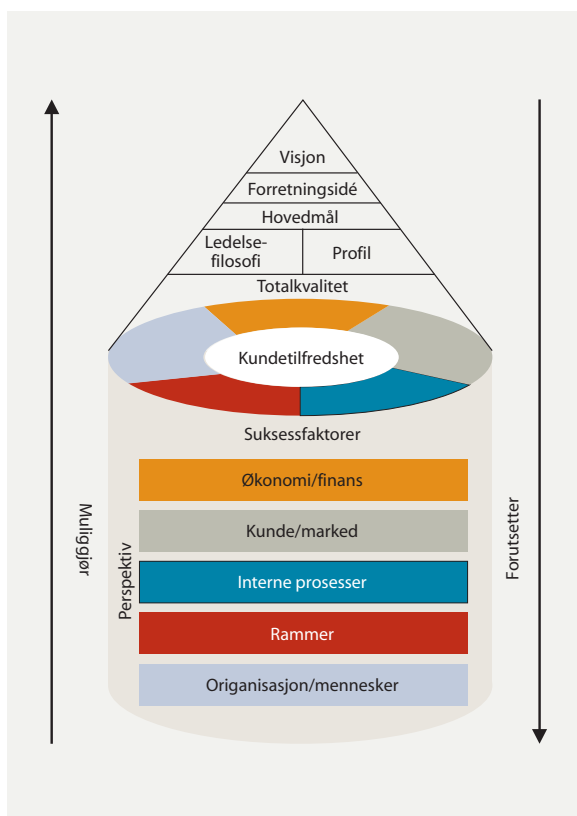 Visjon
Forretningsidé
Hovedmål
Ledelse-
filosofi
Profil
Totalkvalitet
Kundetilfredshet
Suksessfaktorer
Økonomi/finans
Kunde/marked
Interne prosesser
Rammer
Origanisasjon/mennesker
Perspektiv
Muliggjør
Forutsetter